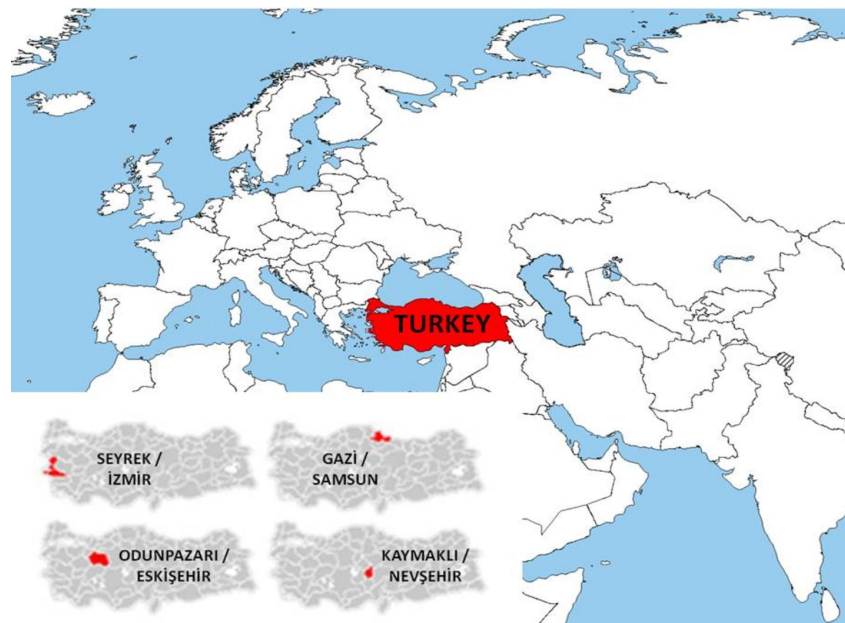 TURKEY
SEYREK /
İZMİR
GAZİ /
SAMSUN
ODUNPAZARI /
ESKİŞEHİR
KAYMAKLI /
NEVŞEHİR